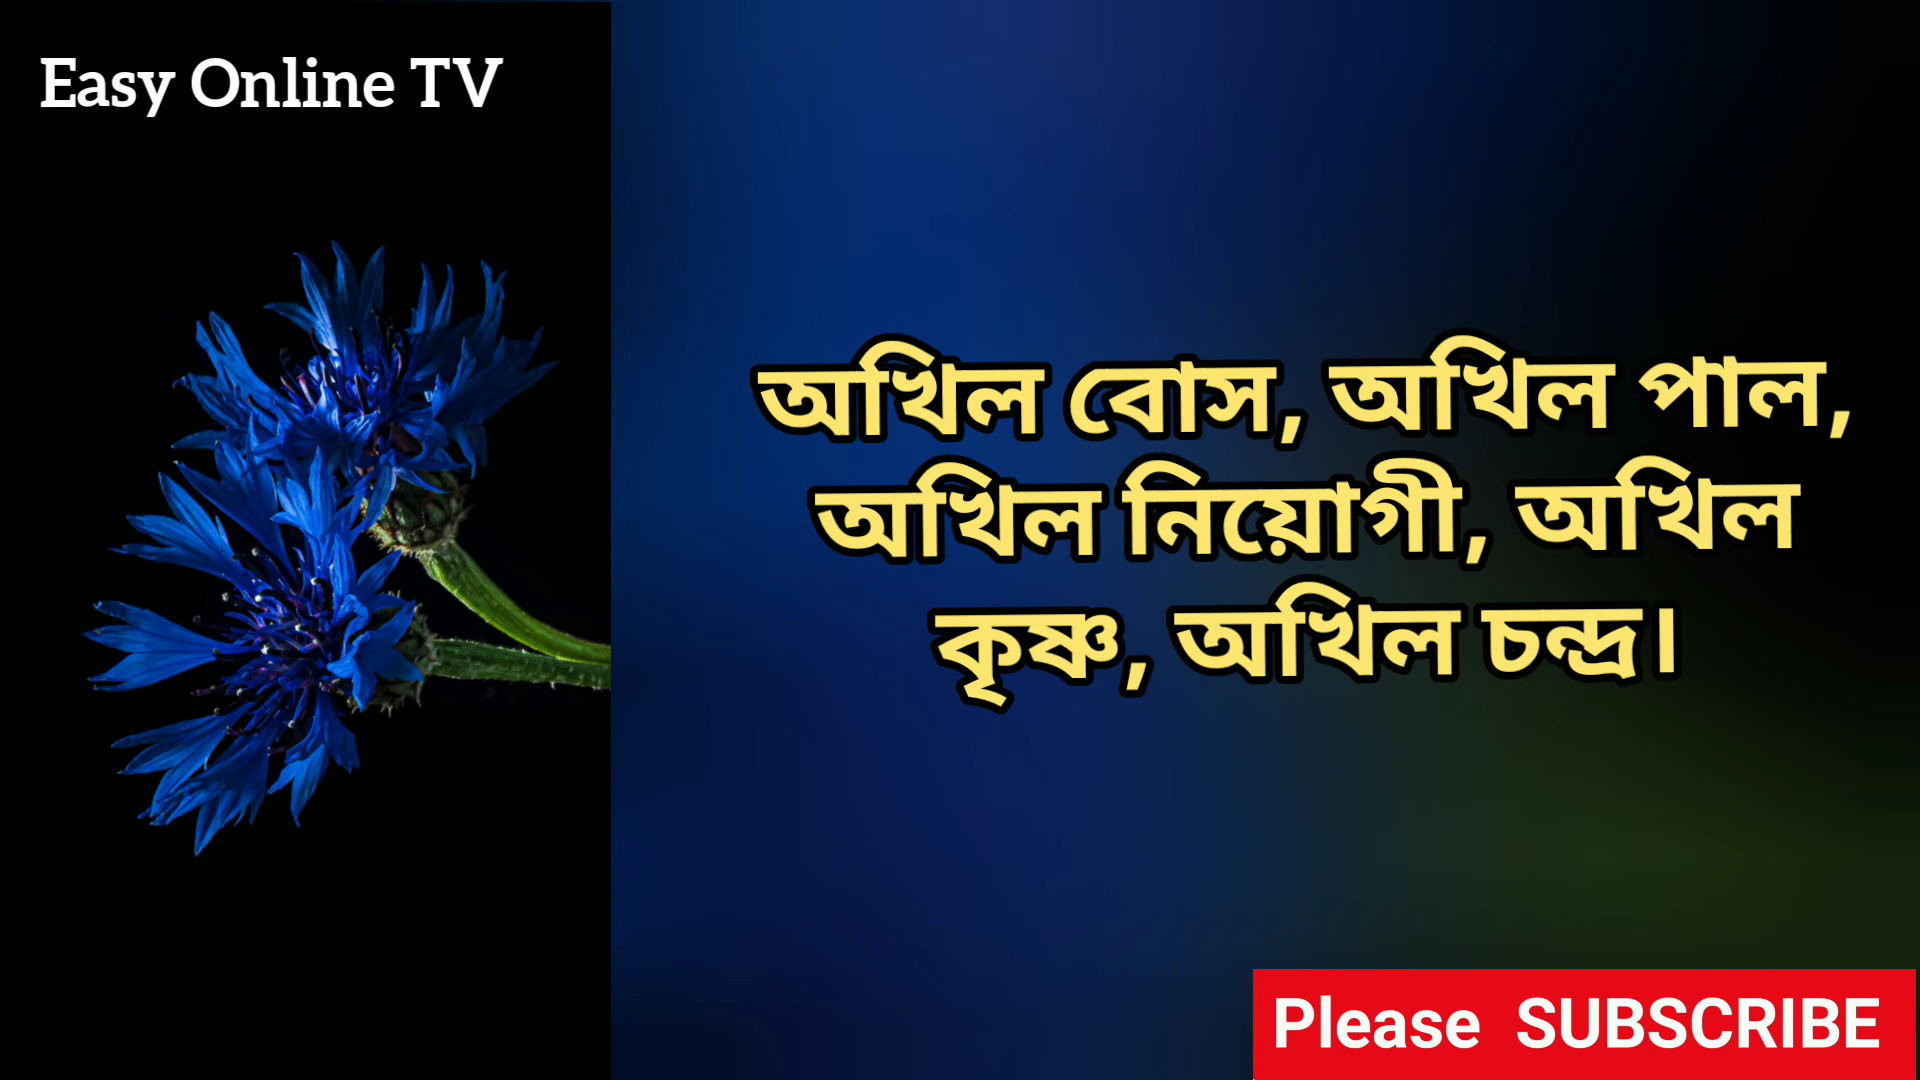 Easy Online TV
অখিল বোস, অখিল পাল,
অখিল নিয়োগী, অখিল
কৃষ্ণ, অখিল চন্দ্র।
Please SUBSCRIBE